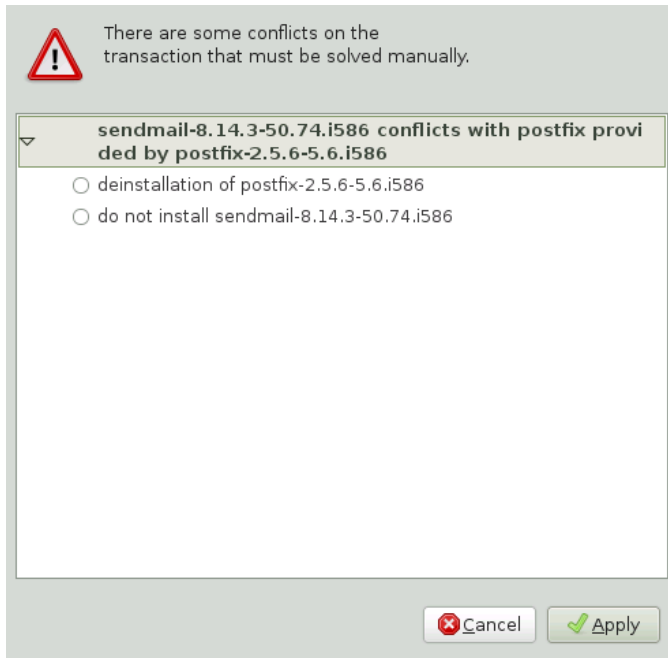 There are some conflicts on the
transaction that must be solved manually.
sendmail-8.14.3-50.74.i586 conflicts with postfix provi
ded by postfix-2.5.6-5.6.i586
deinstallation of postfix-2.5.6-5.6.i586
do not install sendmail-8.14.3-50.74.i586
Cancel
Apply